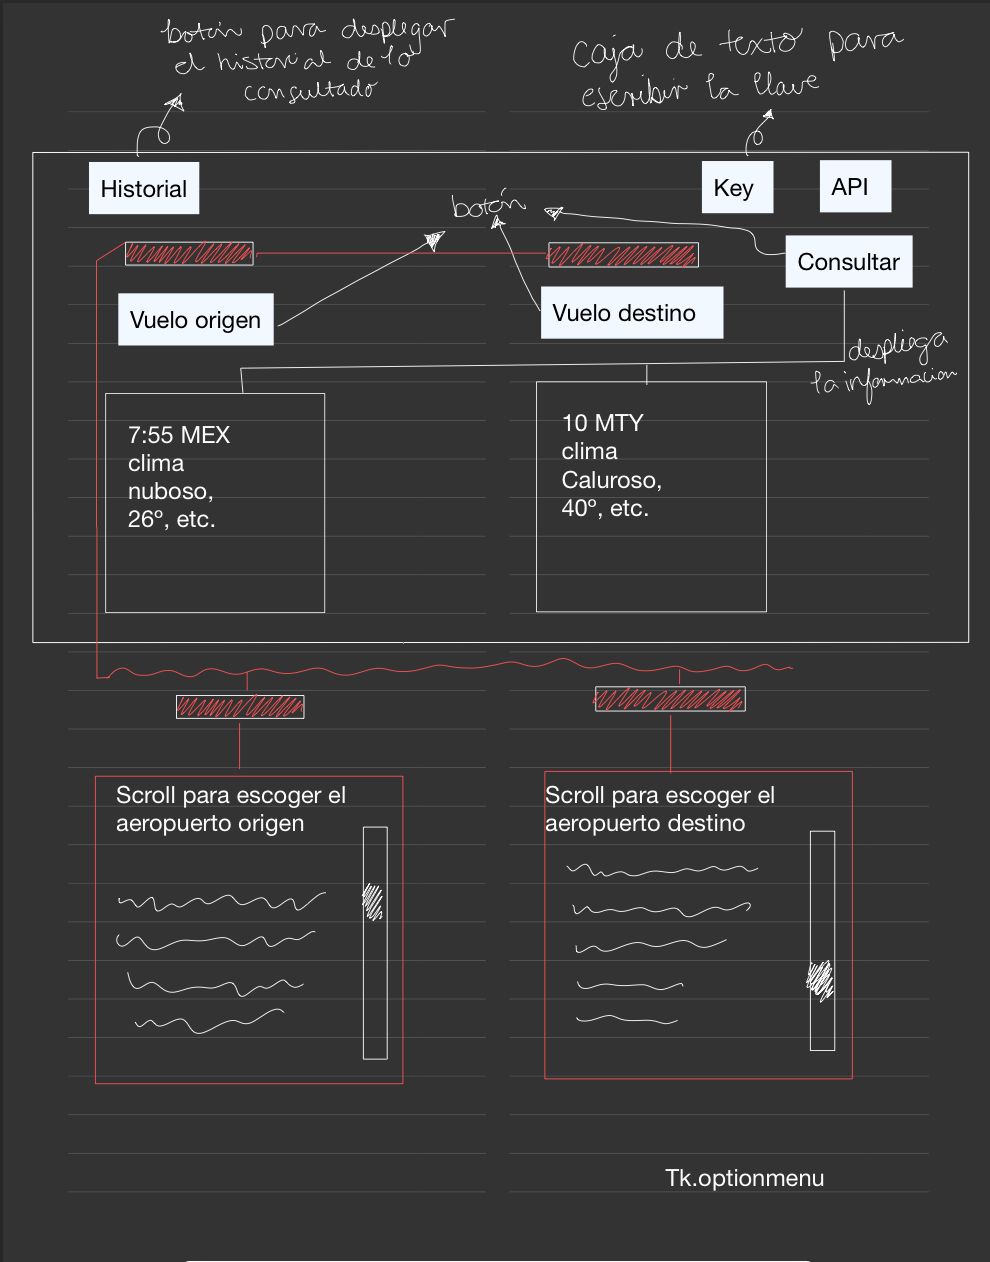 botón para desplegar
el historial de lo
consultado
caja de texto para
escribir la llave
Historial
Key
API
botón
Consultar
Vuelo origen
Vuelo destino
despliega
la informacion
7:55 MEX
clima
nuboso,
26º, etc.
10 MTY
clima
Caluroso,
40º, etc.
Scroll para escoger el
aeropuerto origen
Scroll para escoger el
aeropuerto destino
Tk.optionmenu